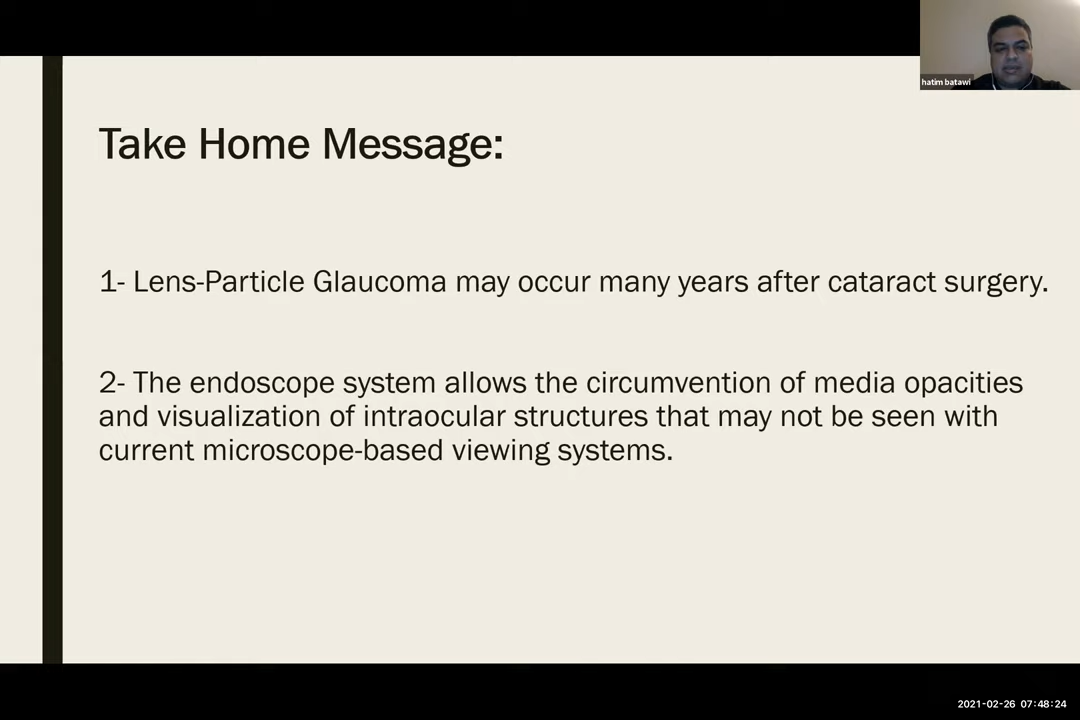 hatim batawi
Take Home Message:
1- Lens-Particle Glaucoma may occur many years after cataract surgery.
2- The endoscope system allows the circumvention of media opacities
and visualization of intraocular structures that may not be seen with
current microscope-based viewing systems.
2021-02-26 07:48:24